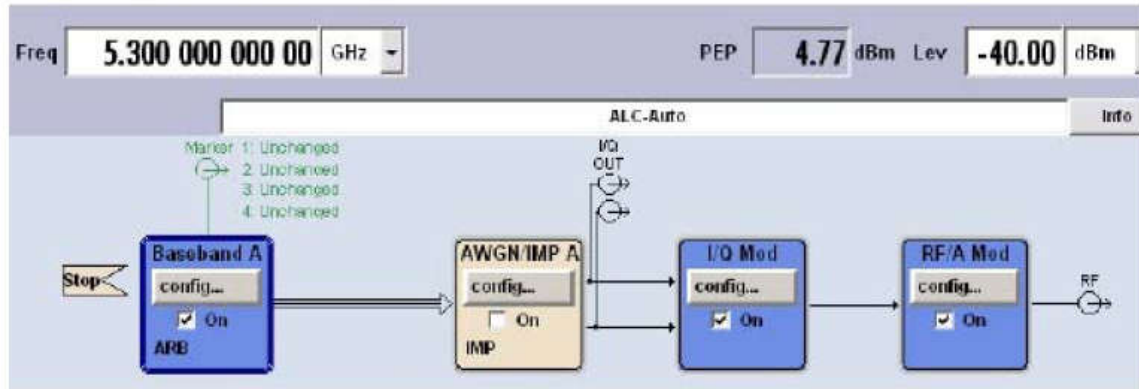 Freq 5.300 000 000 00 GHz PEP 4.77 dBm Lev -40.00 dBm
ALC-Auto Info
Marker 1: Unchanged
2: Unchanged
3: Unchanged
4: Unchanged
I/Q
OUT
Stop
Baseband A
config...
On
ARB
AWGN/IMP A
config...
On
IMP
I/Q Mod
config...
On
RF/A Mod
config...
On
RF